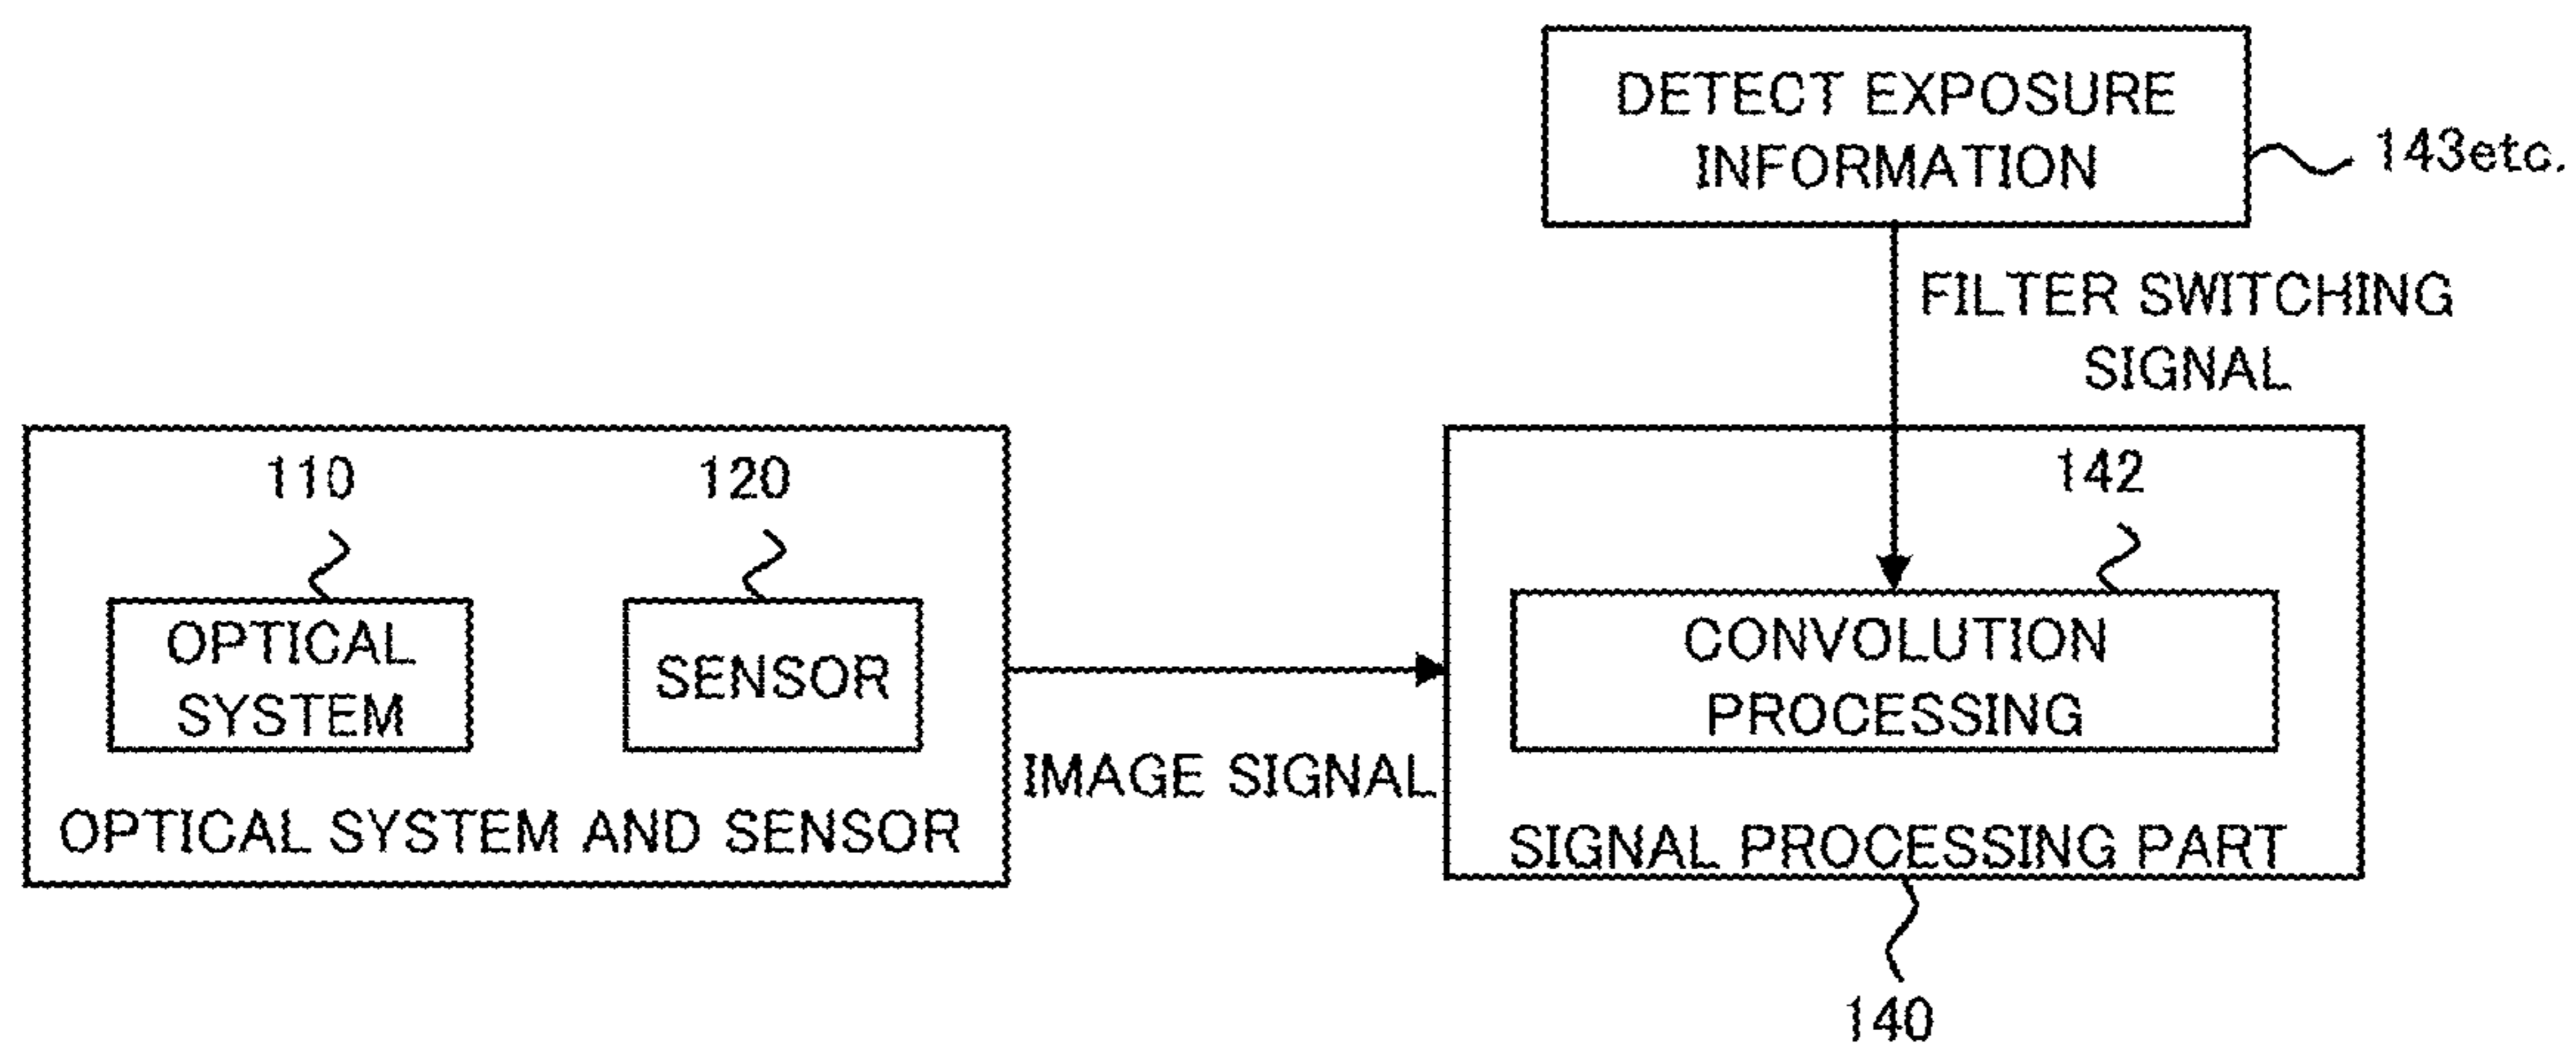 DETECT EXPOSURE
INFORMATION
143etc.
FILTER SWITCHING
SIGNAL
110
120
OPTICAL
SYSTEM
SENSOR
OPTICAL SYSTEM AND SENSOR
IMAGE SIGNAL
142
CONVOLUTION
PROCESSING
SIGNAL PROCESSING PART
140